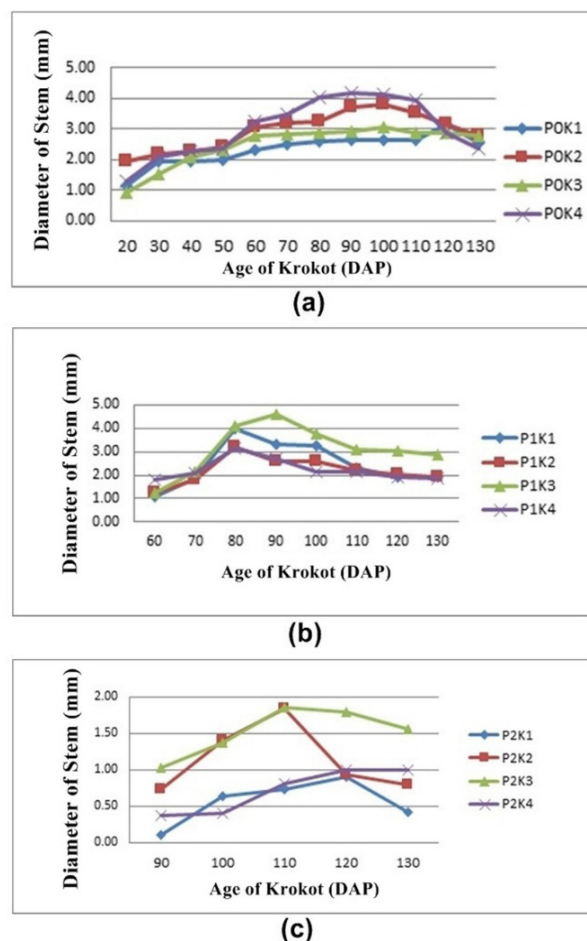 Diameter of Stem (mm)
5.00
4.00
3.00
2.00
1.00
0.00
20 30 40 50 60 70 80 90 100 110 120 130
Age of Krokot (DAP)
P0K1
P0K2
P0K3
P0K4
(a)
Diameter of Stem (mm)
5.00
4.00
3.00
2.00
1.00
0.00
60 70 80 90 100 110 120 130
Age of Krokot (DAP)
P1K1
P1K2
P1K3
P1K4
(b)
Diameter of Stem (mm)
2.00
1.50
1.00
0.50
0.00
90 100 110 120 130
Age of Krokot (DAP)
P2K1
P2K2
P2K3
P2K4
(c)